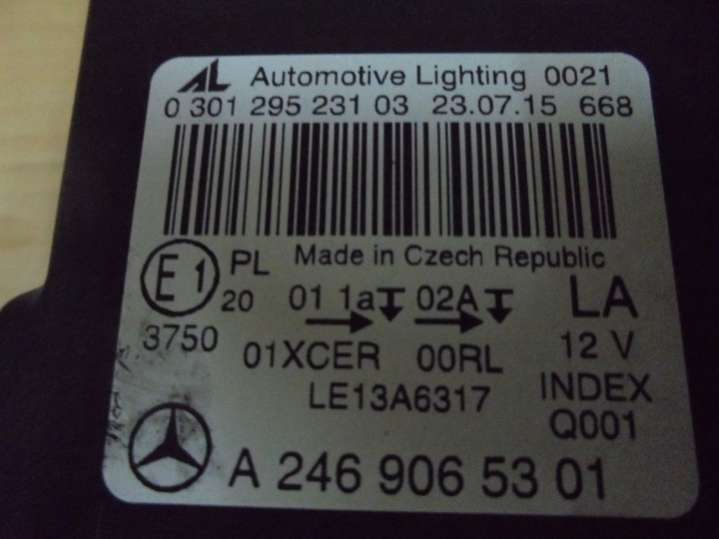 AL Automotive Lighting 0021
0 301 295 231 03 23.07.15 668
Made in Czech Republic
E1 PL
20 01 1a 02A LA
3750 01XCER 00RL 12 V
LE13A6317 INDEX
Q001
A 246 906 53 01